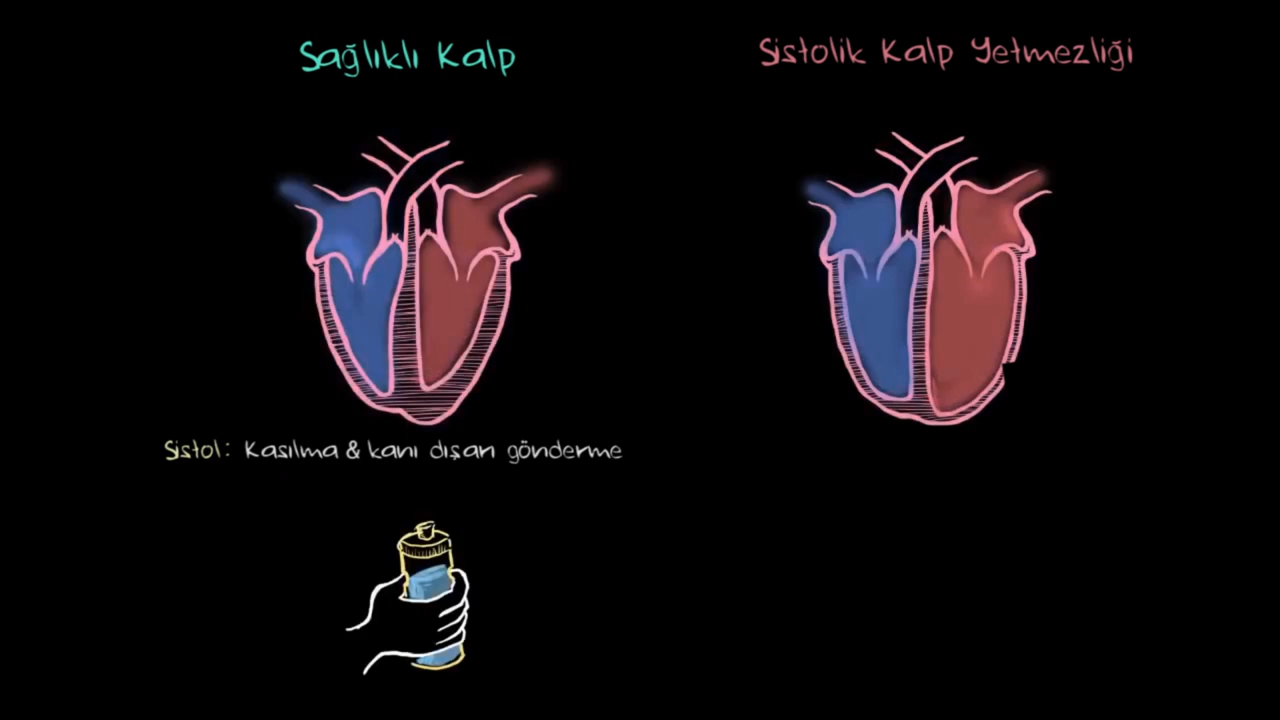 Sağlıklı Kalp
Sistolik Kalp Yetmezliği
Sistol: Kasılma & kanı dışarı gönderme